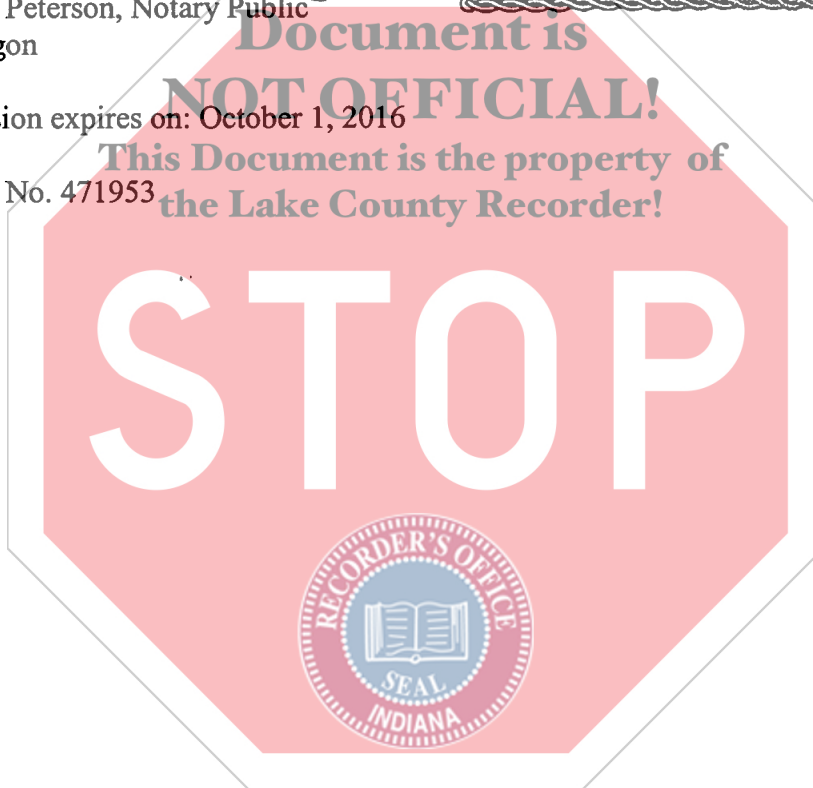 Peterson, Notary Public
gon
Document is
NOT OFFICIAL!
ion expires on: October 1, 2016
This Document is the property of
No. 471953
the Lake County Recorder!
STOP
RECORDER'S OFFICE
SEAL
INDIANA